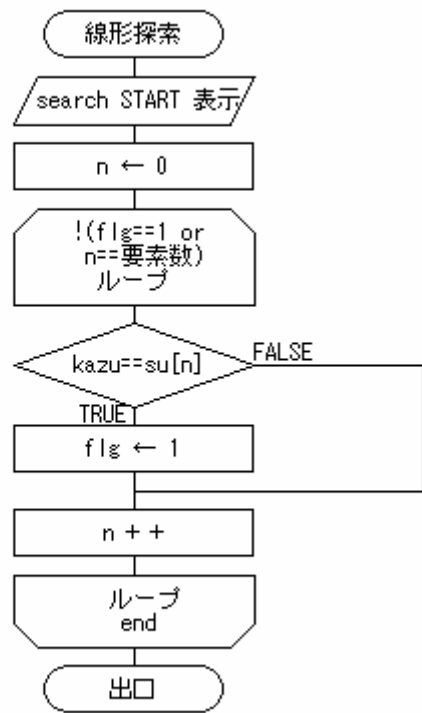 線形探索
search START 表示
n ← 0
!(flg==1 or
n==要素数)
ループ
kazu==su[n]
FALSE
TRUE
flg ← 1
n + +
ループ
end
出口